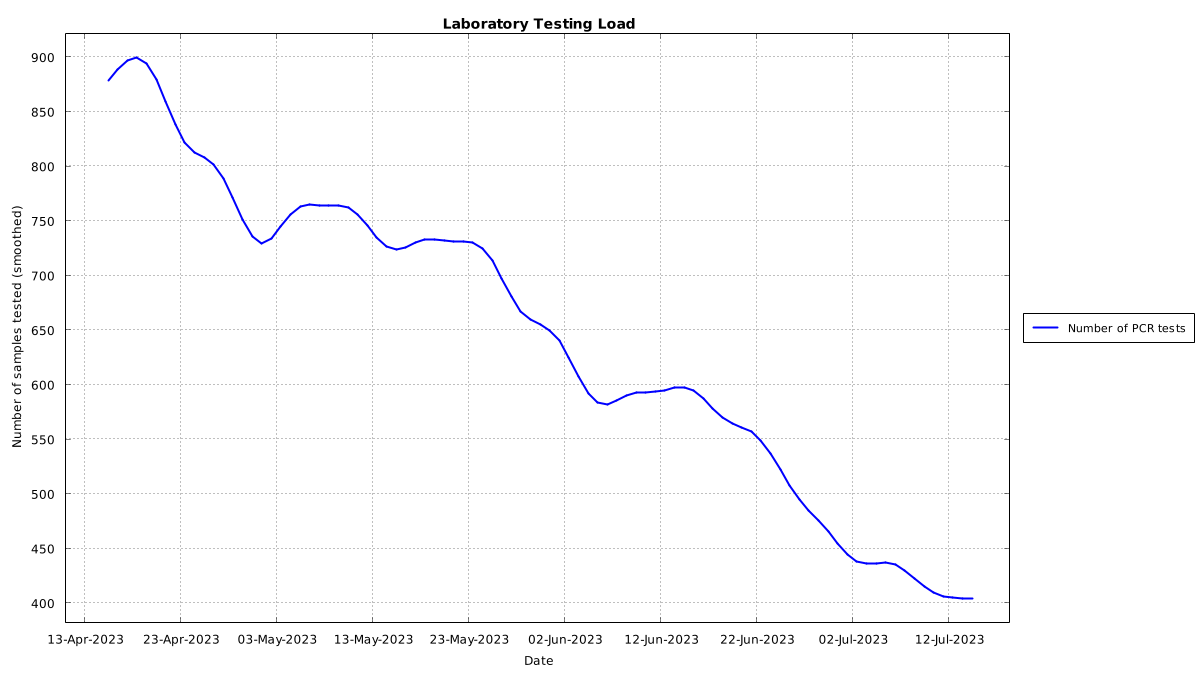 Laboratory Testing Load
Number of samples tested (smoothed)
900
850
800
750
700
650
600
550
500
450
400
13-Apr-2023 23-Apr-2023 03-May-2023 13-May-2023 23-May-2023 02-Jun-2023 12-Jun-2023 22-Jun-2023 02-Jul-2023 12-Jul-2023
Date
Number of PCR tests